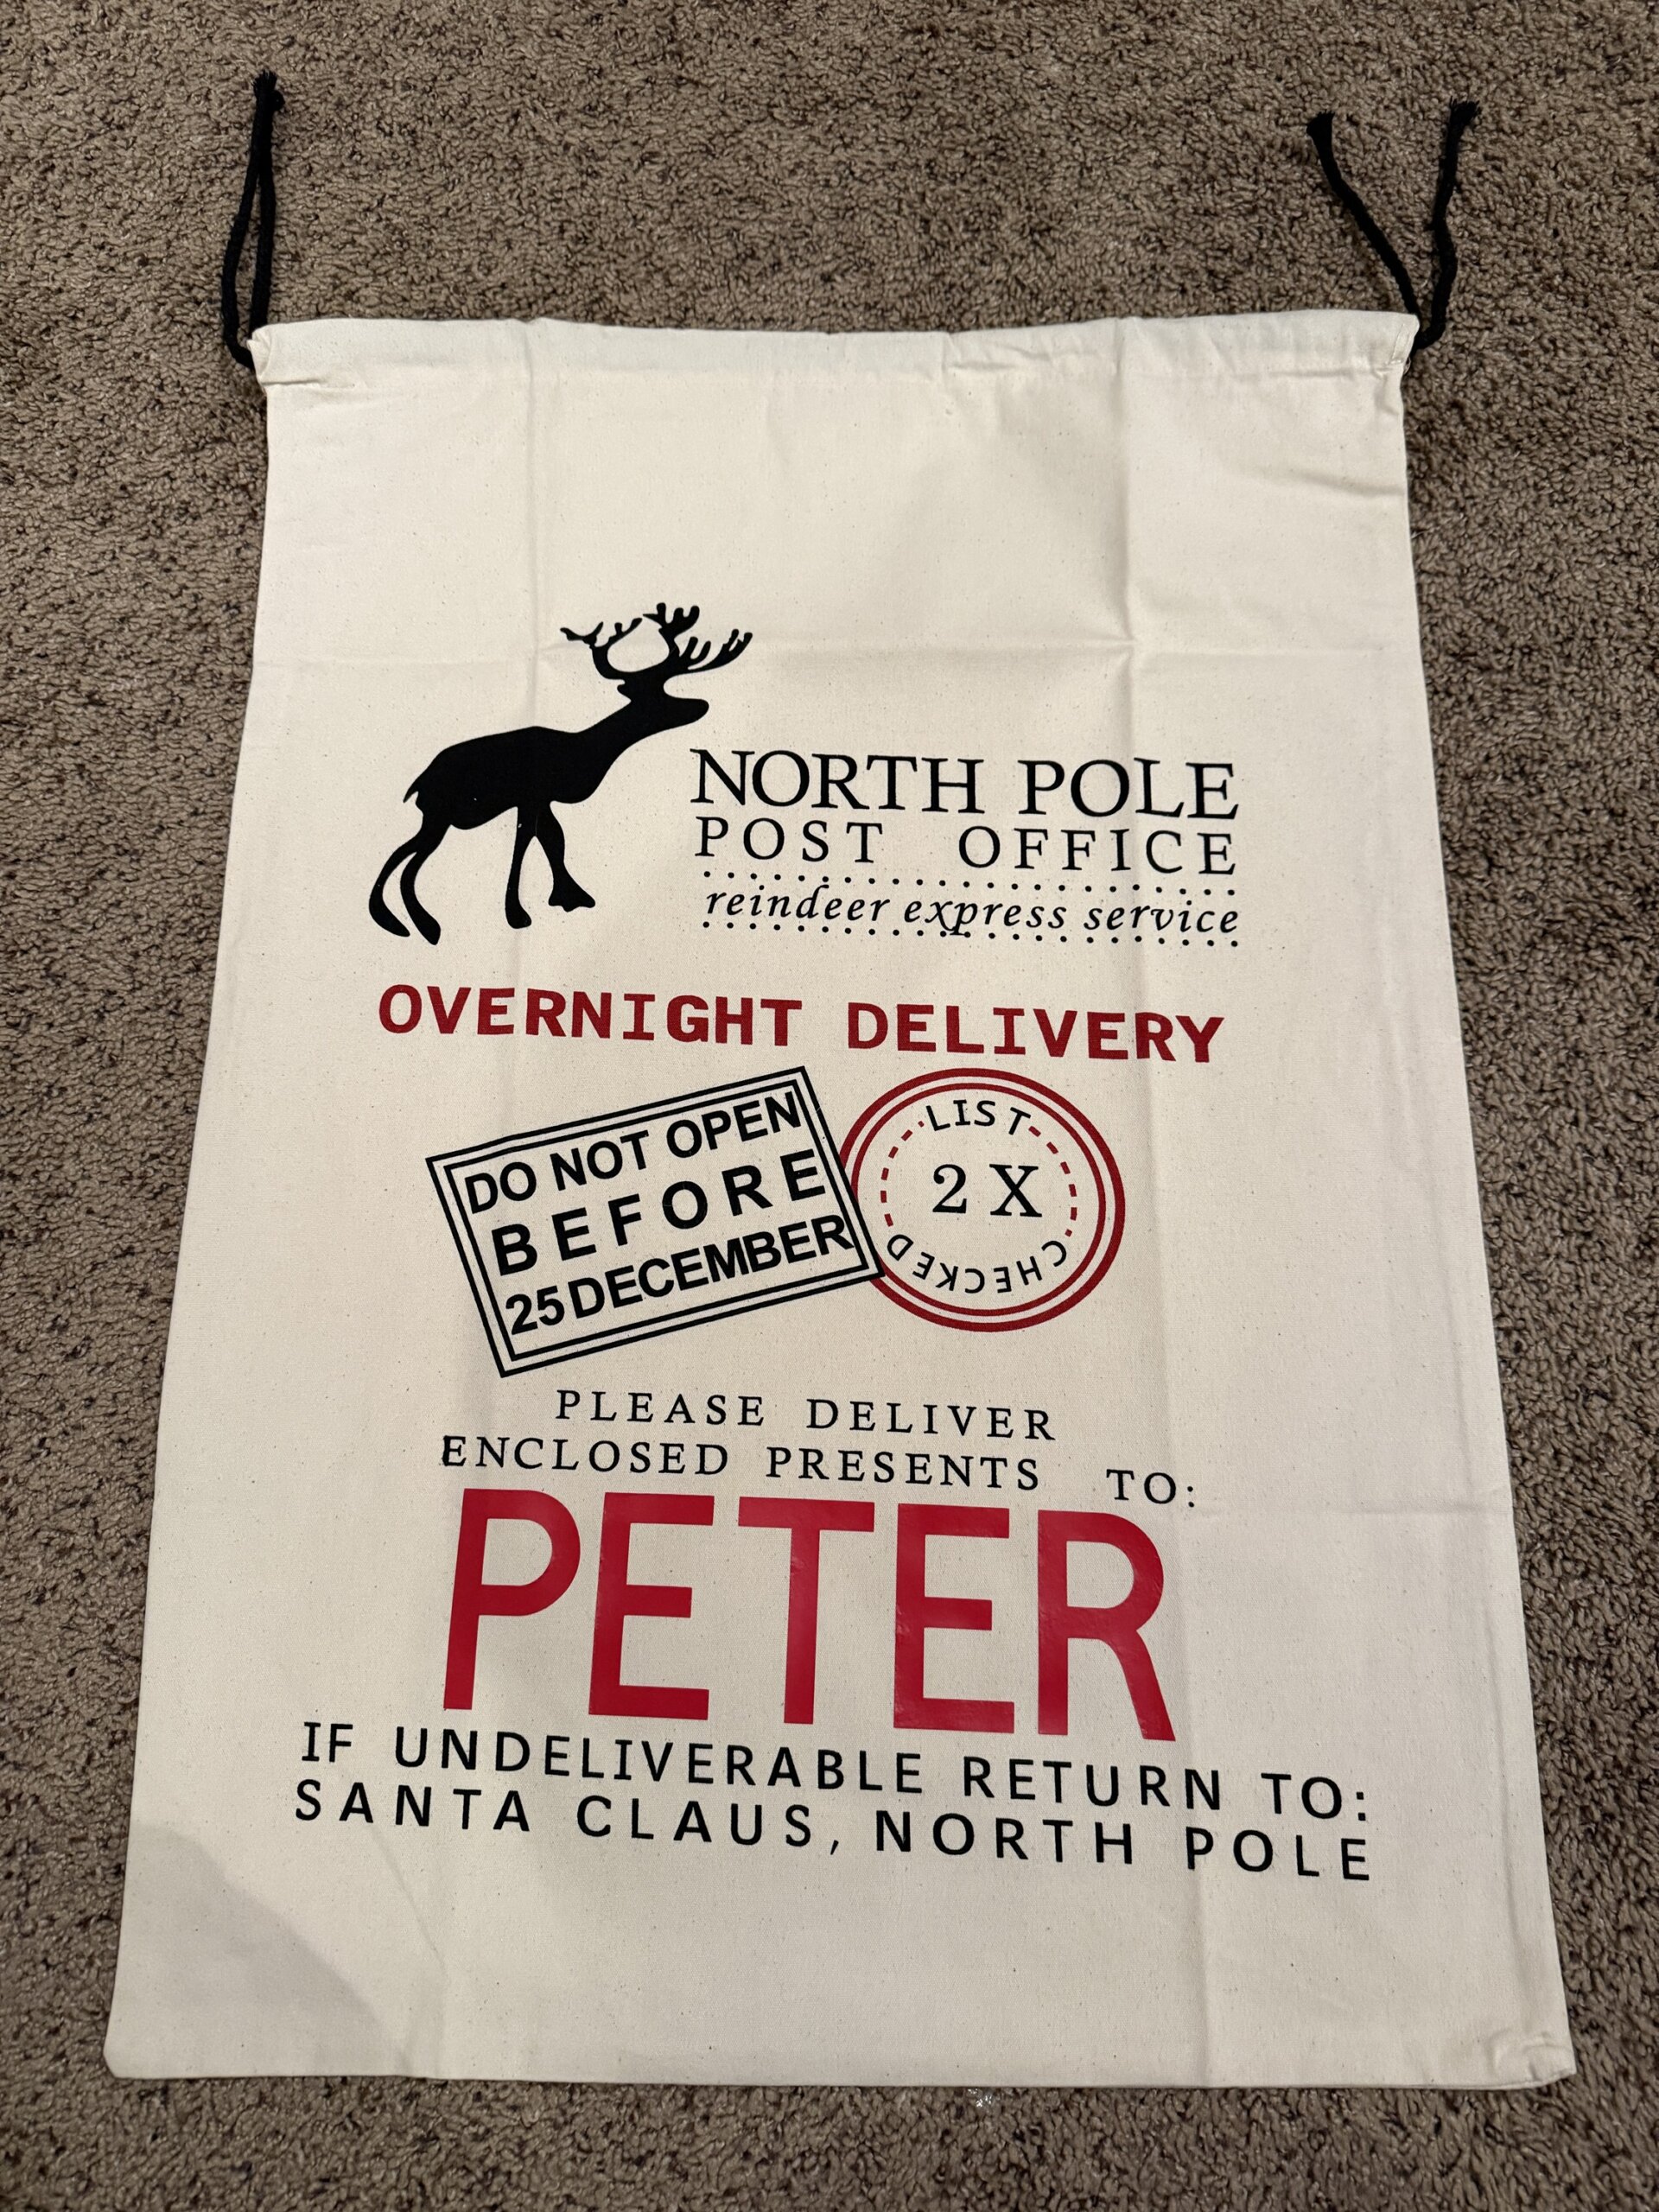 NORTH POLE
POST OFFICE
reindeer express service
OVERNIGHT DELIVERY
DO NOT OPEN
BEFORE
25 DECEMBER
LIST
2 X
CHECKED
PLEASE DELIVER
ENCLOSED PRESENTS TO:
PETER
IF UNDELIVERABLE RETURN TO:
SANTA CLAUS, NORTH POLE